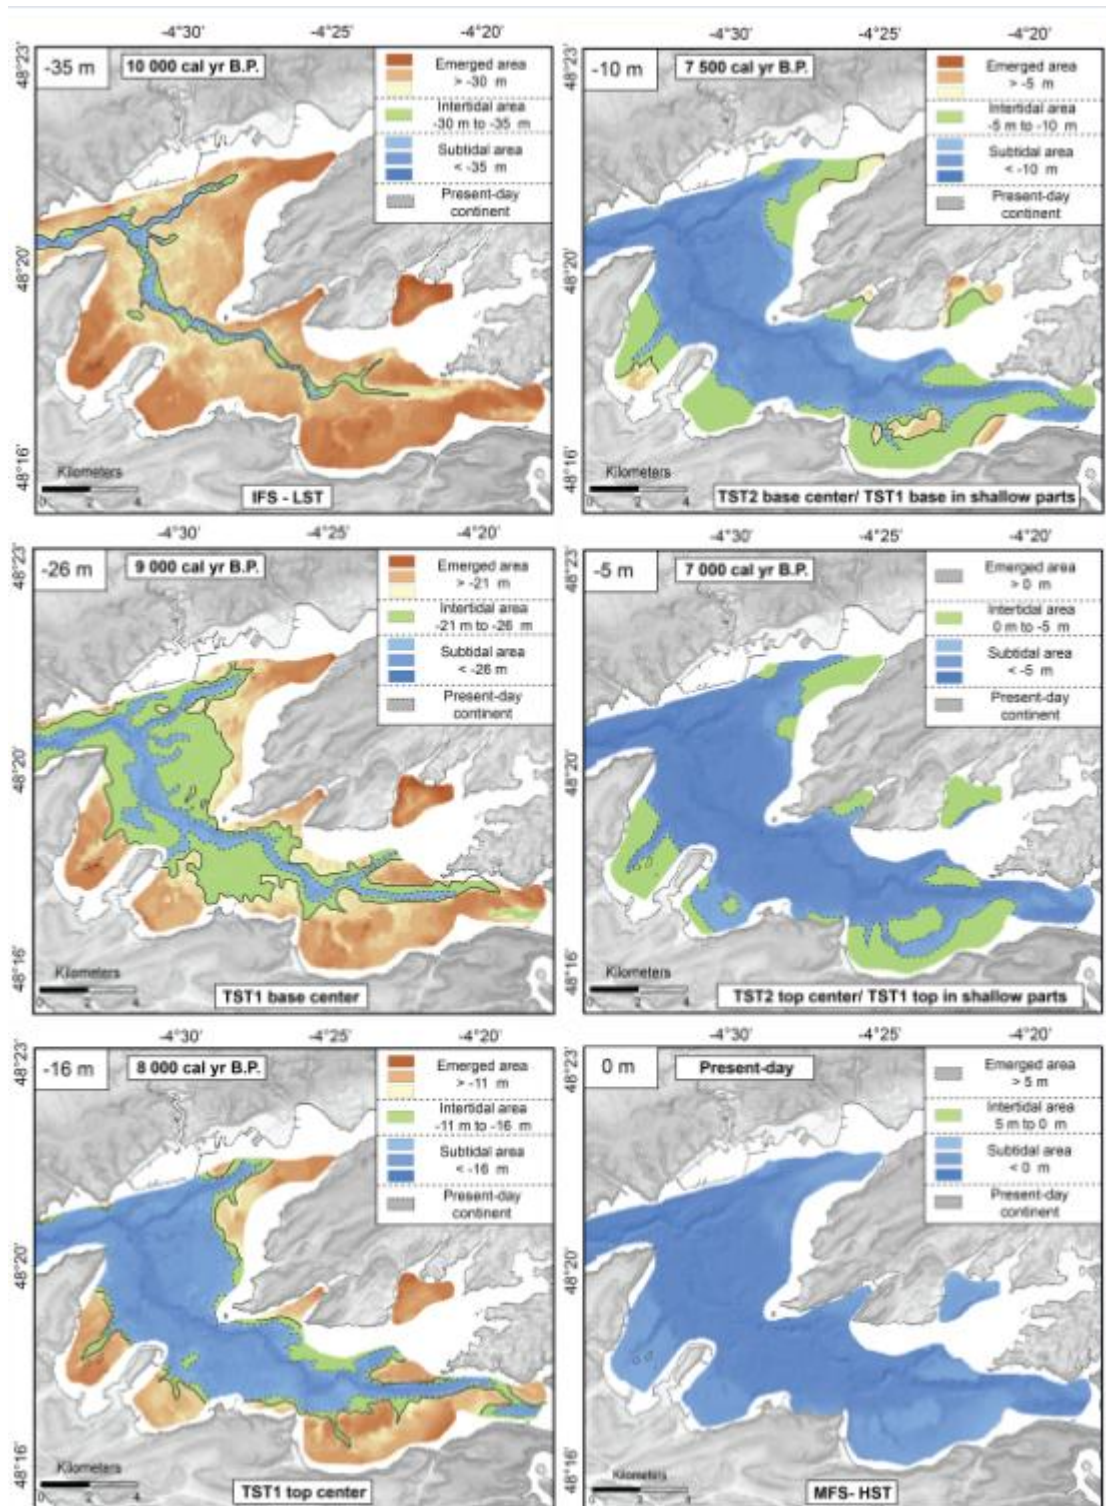 -4°30' -4°25' -4°20'
48°23'
-35 m
10 000 cal yr B.P.
Emerged area
> -30 m
Intertidal area
-30 m to -35 m
Subtidal area
< -35 m
Present-day
continent
48°20'
48°16'
Kilometers
0 2 4
IFS - LST
-4°30' -4°25' -4°20'
48°23'
-10 m
7 500 cal yr B.P.
Emerged area
> -5 m
Intertidal area
-5 m to -10 m
Subtidal area
< -10 m
Present-day
continent
48°20'
48°16'
Kilometers
0 2 4
TST2 base center/ TST1 base in shallow parts
-4°30' -4°25' -4°20'
48°23'
-26 m
9 000 cal yr B.P.
Emerged area
> -21 m
Intertidal area
-21 m to -26 m
Subtidal area
< -26 m
Present-day
continent
48°20'
48°16'
Kilometers
0 2 4
TST1 base center
-4°30' -4°25' -4°20'
48°23'
-5 m
7 000 cal yr B.P.
Emerged area
> 0 m
Intertidal area
0 m to -5 m
Subtidal area
< -5 m
Present-day
continent
48°20'
48°16'
Kilometers
0 2 4
TST2 top center/ TST1 top in shallow parts
-4°30' -4°25' -4°20'
48°23'
-16 m
8 000 cal yr B.P.
Emerged area
> -11 m
Intertidal area
-11 m to -16 m
Subtidal area
< -16 m
Present-day
continent
48°20'
48°16'
Kilometers
0 2 4
TST1 top center
-4°30' -4°25' -4°20'
48°23'
0 m
Present-day
Emerged area
> 5 m
Intertidal area
5 m to 0 m
Subtidal area
< 0 m
Present-day
continent
48°20'
48°16'
Kilometers
0 2 4
MFS- HST